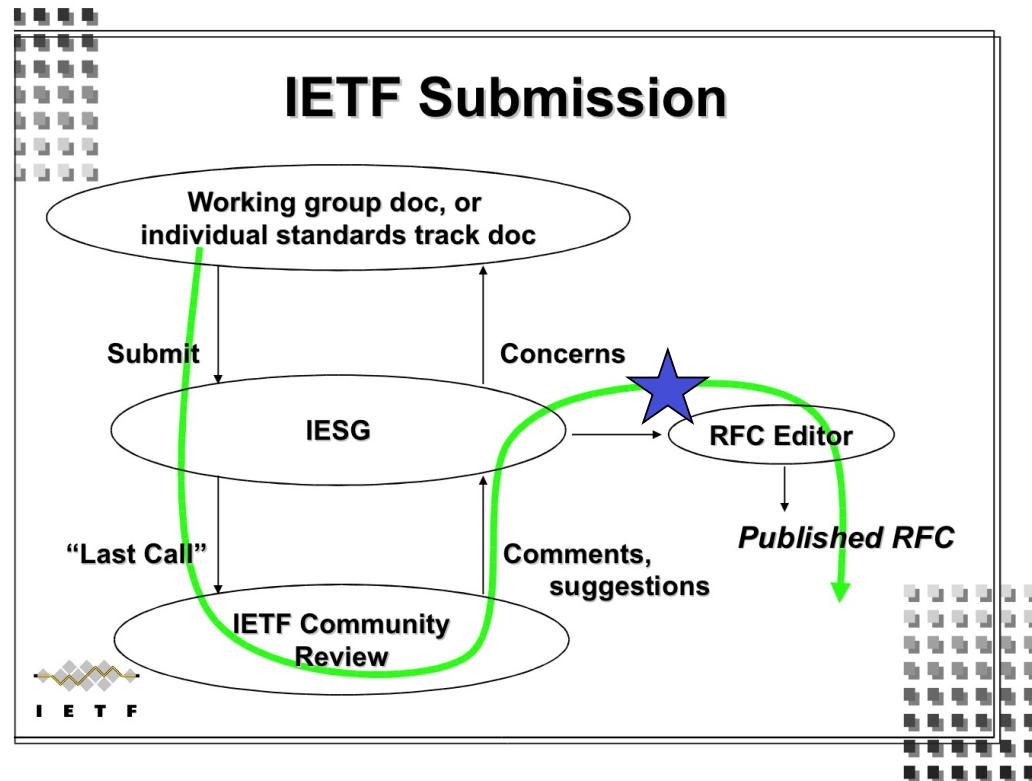 IETF Submission
Working group doc, or
individual standards track doc
Submit
Concerns
IESG
RFC Editor
Published RFC
“Last Call”
Comments,
suggestions
IETF Community
Review
I E T F